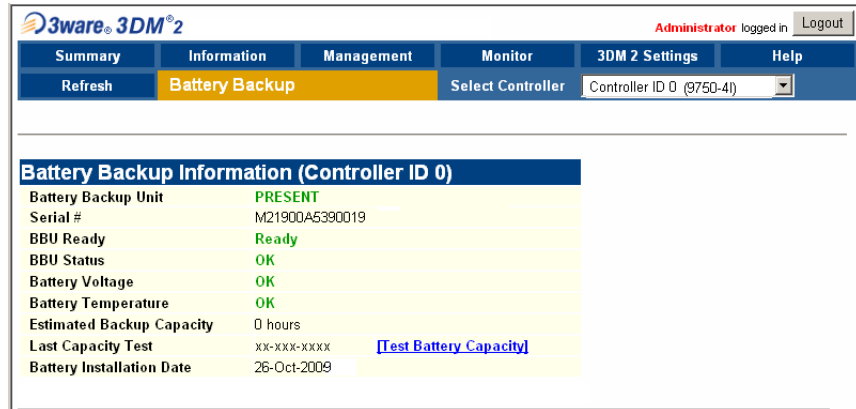 3ware® 3DM®2
Administrator logged in Logout
Summary Information Management Monitor 3DM 2 Settings Help
Refresh Battery Backup Select Controller Controller ID 0 (9750-4I)
Battery Backup Information (Controller ID 0)
Battery Backup Unit PRESENT
Serial # M21900A5390019
BBU Ready Ready
BBU Status OK
Battery Voltage OK
Battery Temperature OK
Estimated Backup Capacity 0 hours
Last Capacity Test xx-xxx-xxxx [Test Battery Capacity]
Battery Installation Date 26-Oct-2009